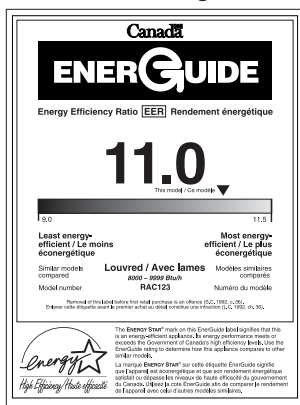 Canada
ENERGUIDE
Energy Efficiency Ratio EER Rendement énergétique
11.0
This model / Ce modèle
9.0 11.5
Least energy-efficient / Le moins éconergétique
Most energy-efficient / Le plus éconergétique
Similar models compared
Louvred / Avec lames
8000 – 9999 Btu/h
Modèles similaires comparés
Model number
RAC123
Numéro du modèle
Removal of this label before first retail purchase is an offence (S.C. 1992, c. 36).
Enlever cette étiquette avant le premier achat au détail constitue une infraction (L.C. 1992, ch. 36).
energy
High Efficiency/Haute efficacité
The ENERGY STAR® mark on this EnerGuide label signifies that this
is an energy-efficient appliance. Its energy performance meets or
exceeds the Government of Canada's high efficiency levels. Use the
EnerGuide rating to determine how this appliance compares to other
similar models.
La marque ENERGY STAR® sur cette étiquette ÉnerGuide signifie
que l'appareil est éconergétique et que son rendement énergétique
satisfait ou dépasse les niveaux de haute efficacité du gouvernement
du Canada. Utilisez la cote ÉnerGuide afin de comparer le rendement
de l'appareil avec celui d'autres modèles similaires.